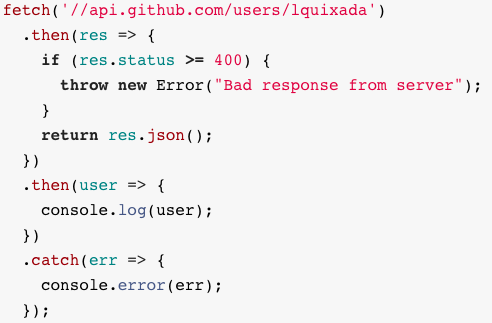 fetch('//api.github.com/users/lquixada')
  .then(res => {
    if (res.status >= 400) {
      throw new Error("Bad response from server");
    }
    return res.json();
  })
  .then(user => {
    console.log(user);
  })
  .catch(err => {
    console.error(err);
  });